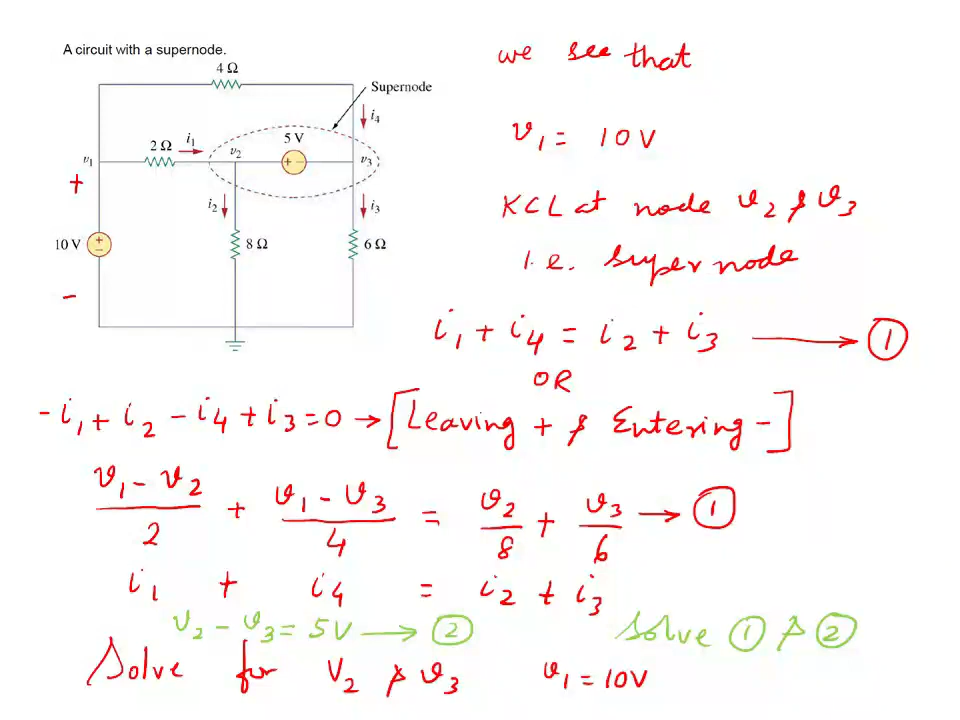 A circuit with a supernode.
4 Ω
Supernode
i4
2 Ω
i1
v2
5 V
+ −
v1
v3
+
i2
i3
10 V
+
−
8 Ω
6 Ω
-
we see that
v1 = 10V
KCL at node v2 & v3
i.e. super node
i1 + i4 = i2 + i3 → ①
OR
-i1 + i2 - i4 + i3 = 0 → [Leaving + & Entering -]
(v1 - v2)/2 + (v1 - v3)/4 = v2/8 + v3/6 → ①
i1 + i4 = i2 + i3
v2 - v3 = 5V → ② Solve ① & ②
Solve for V2 & v3 v1 = 10V